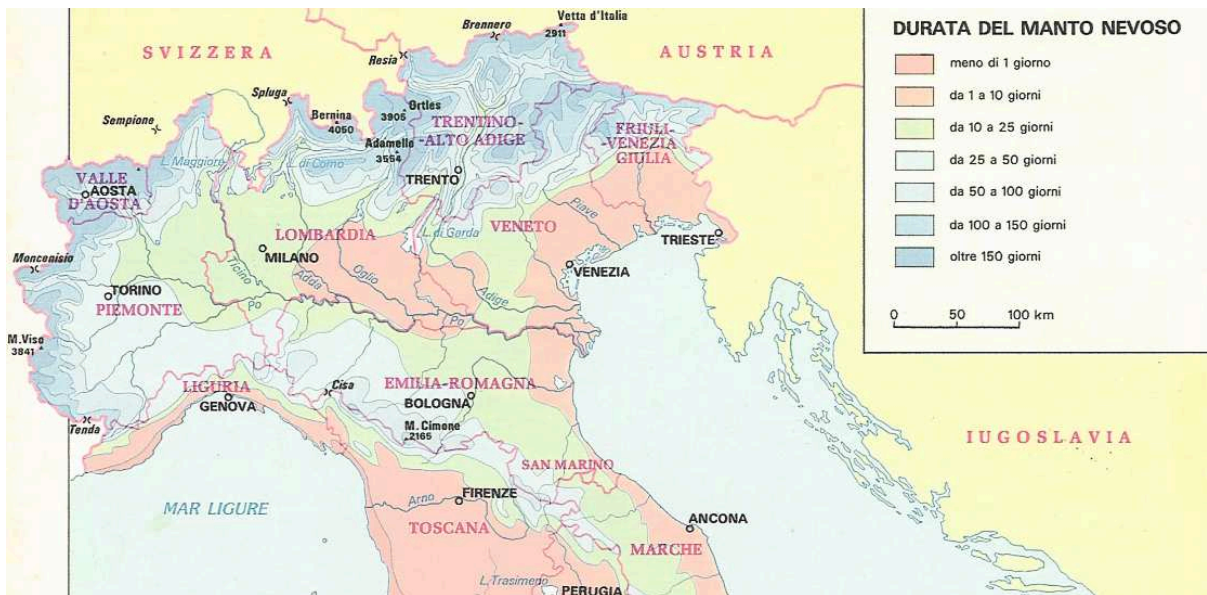 Vetta d'Italia
2911
Brennero
SVIZZERA
AUSTRIA
Resia
Spluga
Ortles
3905
Bernina
4050
Sempione
TRENTINO-
-ALTO ADIGE
FRIULI-
-VENEZIA
GIULIA
Adamello
3554
L. Maggiore
L. di Como
TRENTO
VALLE
D'AOSTA
AOSTA
Piave
L. di Garda
VENETO
LOMBARDIA
TRIESTE
MILANO
VENEZIA
Monconisio
Ticino
Adda
Oglio
Adige
TORINO
PIEMONTE
Po
Po
M. Viso
3841
LIGURIA
Cisa
EMILIA-ROMAGNA
GENOVA
BOLOGNA
Tenda
M. Cimone
2165
SAN MARINO
Arno
FIRENZE
MAR LIGURE
TOSCANA
ANCONA
MARCHE
L. Trasimeno
PERUGIA
IUGOSLAVIA
DURATA DEL MANTO NEVOSO
meno di 1 giorno
da 1 a 10 giorni
da 10 a 25 giorni
da 25 a 50 giorni
da 50 a 100 giorni
da 100 a 150 giorni
oltre 150 giorni
0 50 100 km